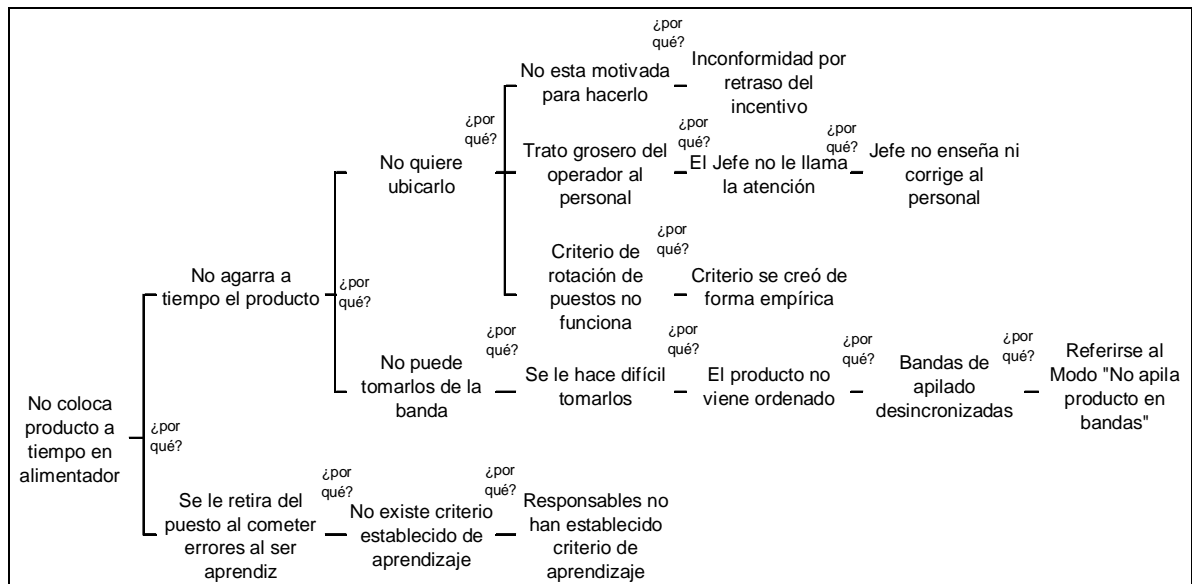 ¿por
qué?
No esta motivada
para hacerlo
Inconformidad por
retraso del
incentivo
¿por
qué?
No quiere
ubicarlo
Trato grosero del
operador al
personal
¿por
qué?
El Jefe no le llama
la atención
¿por
qué?
Jefe no enseña ni
corrige al
personal
Criterio de
rotación de
puestos no
funciona
¿por
qué?
Criterio se creó de
forma empírica
No agarra a
tiempo el producto
¿por
qué?
No puede
tomarlos de la
banda
¿por
qué?
Se le hace difícil
tomarlos
¿por
qué?
El producto no
viene ordenado
¿por
qué?
Bandas de
apilado
desincronizadas
¿por
qué?
Referirse al
Modo "No apila
producto en
bandas"
No coloca
producto a
tiempo en
alimentador
¿por
qué?
Se le retira del
puesto al cometer
errores al ser
aprendiz
¿por
qué?
No existe criterio
establecido de
aprendizaje
¿por
qué?
Responsables no
han establecido
criterio de
aprendizaje